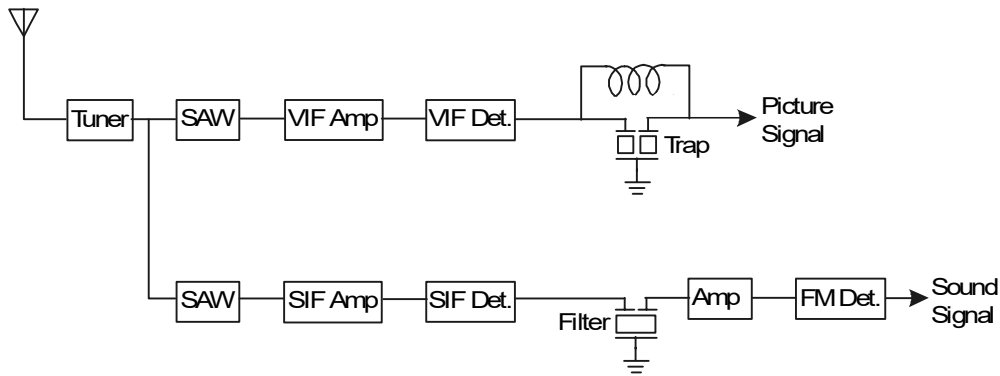 Tuner
SAW
VIF Amp
VIF Det.
Trap
Picture
Signal
SAW
SIF Amp
SIF Det.
Filter
Amp
FM Det.
Sound
Signal